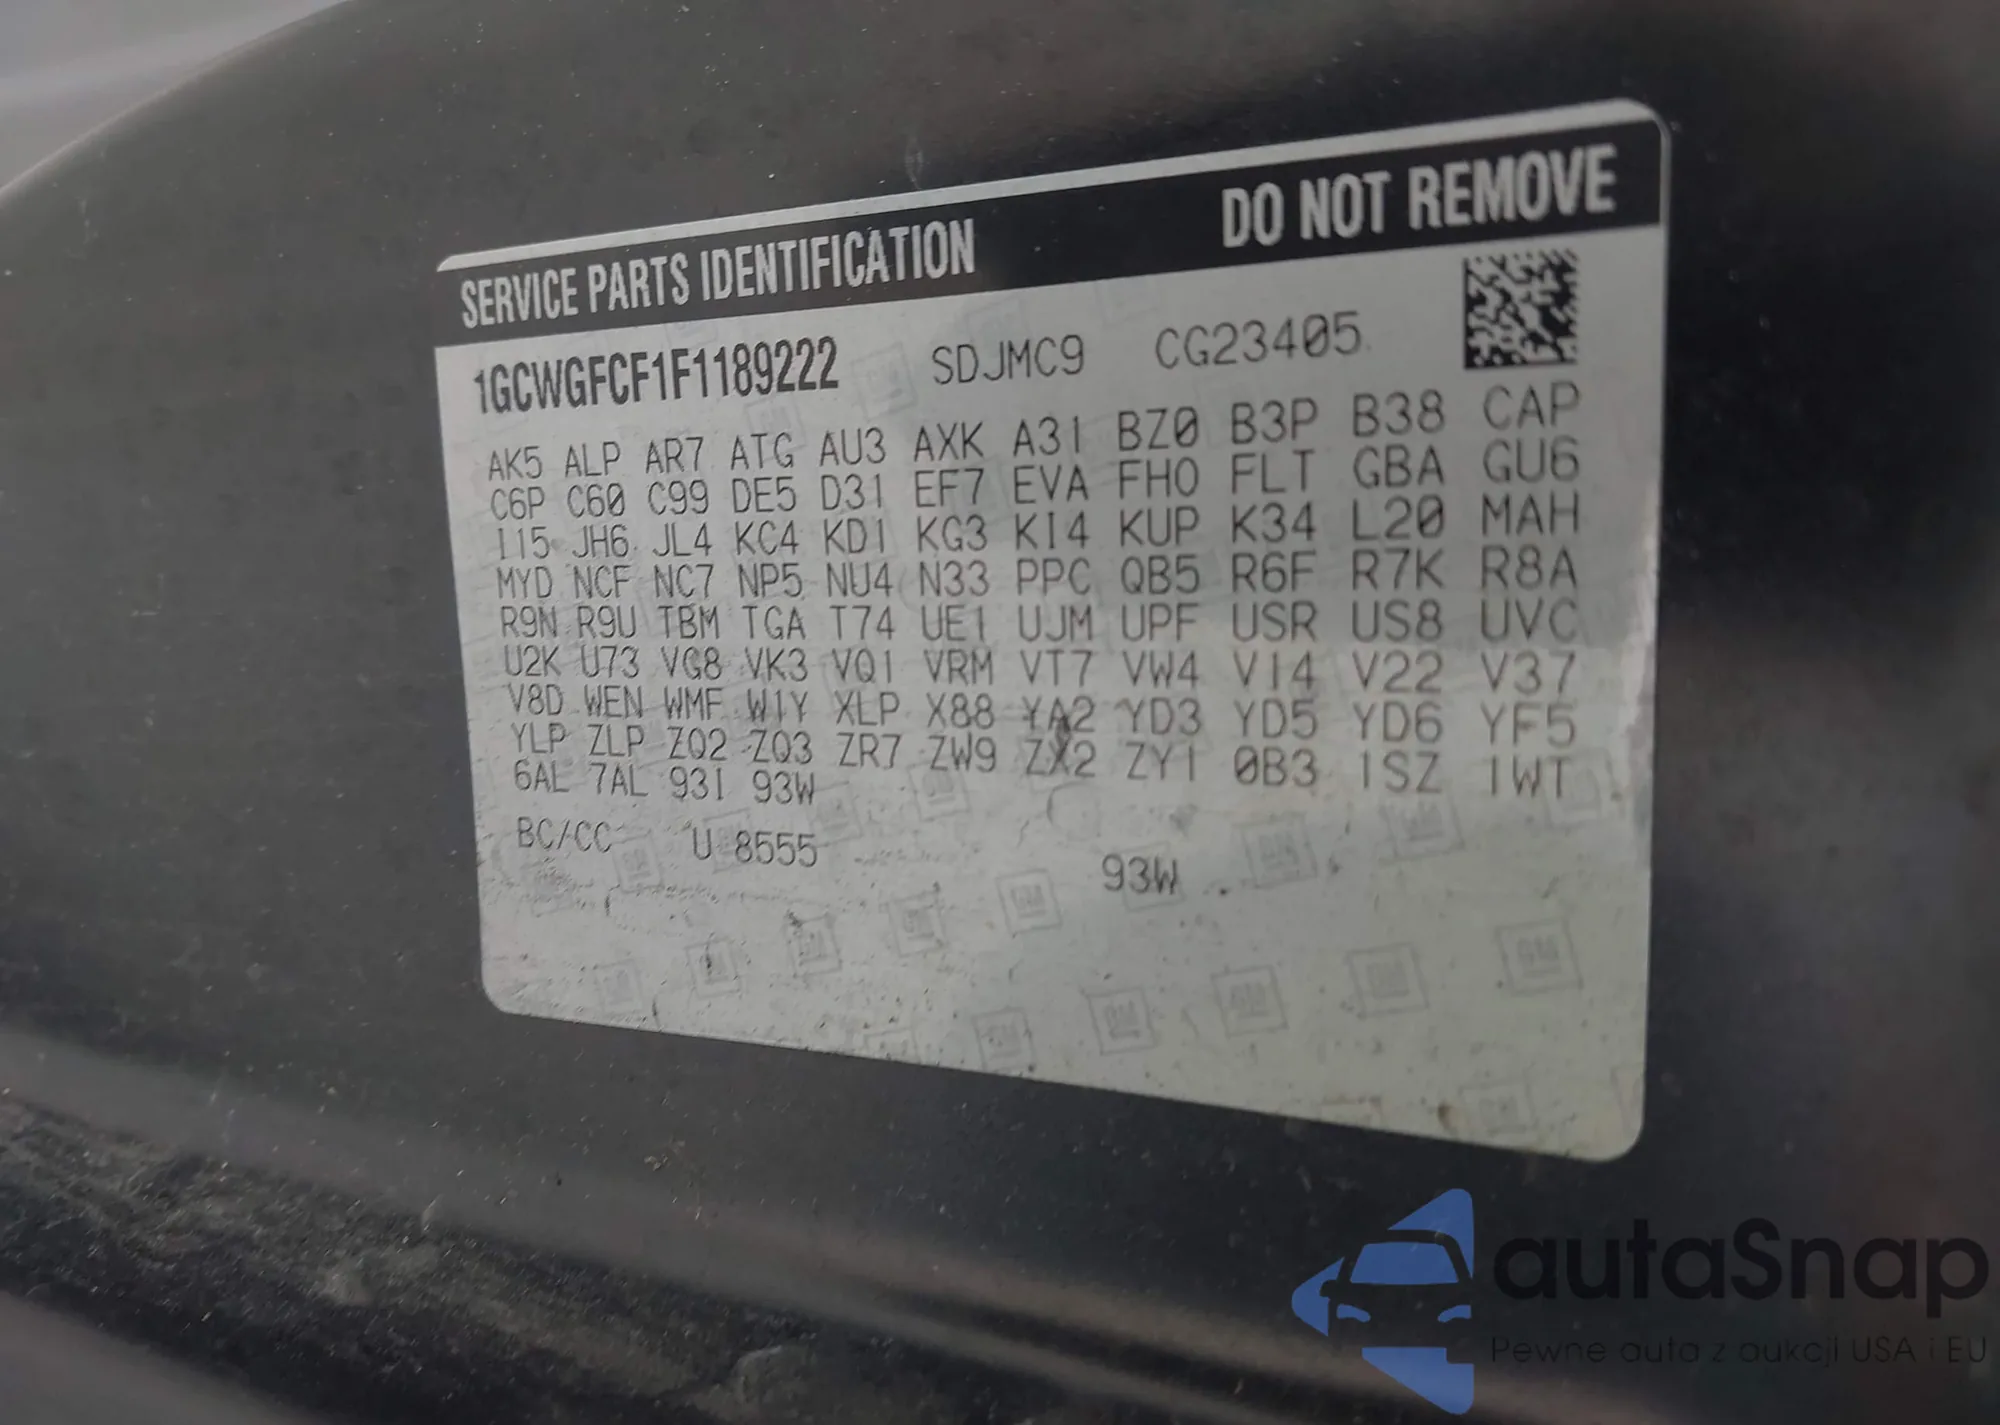 SERVICE PARTS IDENTIFICATION DO NOT REMOVE
1GCWGFCF1F1189222 SDJMC9 CG23405
AK5 ALP AR7 ATG AU3 AXK A31 BZ0 B3P B38 CAP
C6P C60 C99 DE5 D31 EF7 EVA FHO FLT GBA GU6
I15 JH6 JL4 KC4 KD1 KG3 KI4 KUP K34 L20 MAH
MYD NCF NC7 NP5 NU4 N33 PPC QB5 R6F R7K R8A
R9N R9U TBM TGA T74 UE1 UJM UPF USR US8 UVC
U2K U73 VG8 VK3 VQ1 VRM VT7 VW4 V14 V22 V37
V8D WEN WMF W1Y XLP X88 YA2 YD3 YD5 YD6 YF5
YLP ZLP ZQ2 ZQ3 ZR7 ZW9 ZX2 ZY1 0B3 1SZ 1WT
6AL 7AL 93I 93W
BC/CC U 8555 93W
autaSnap
Pewne auta z aukcji USA i EU